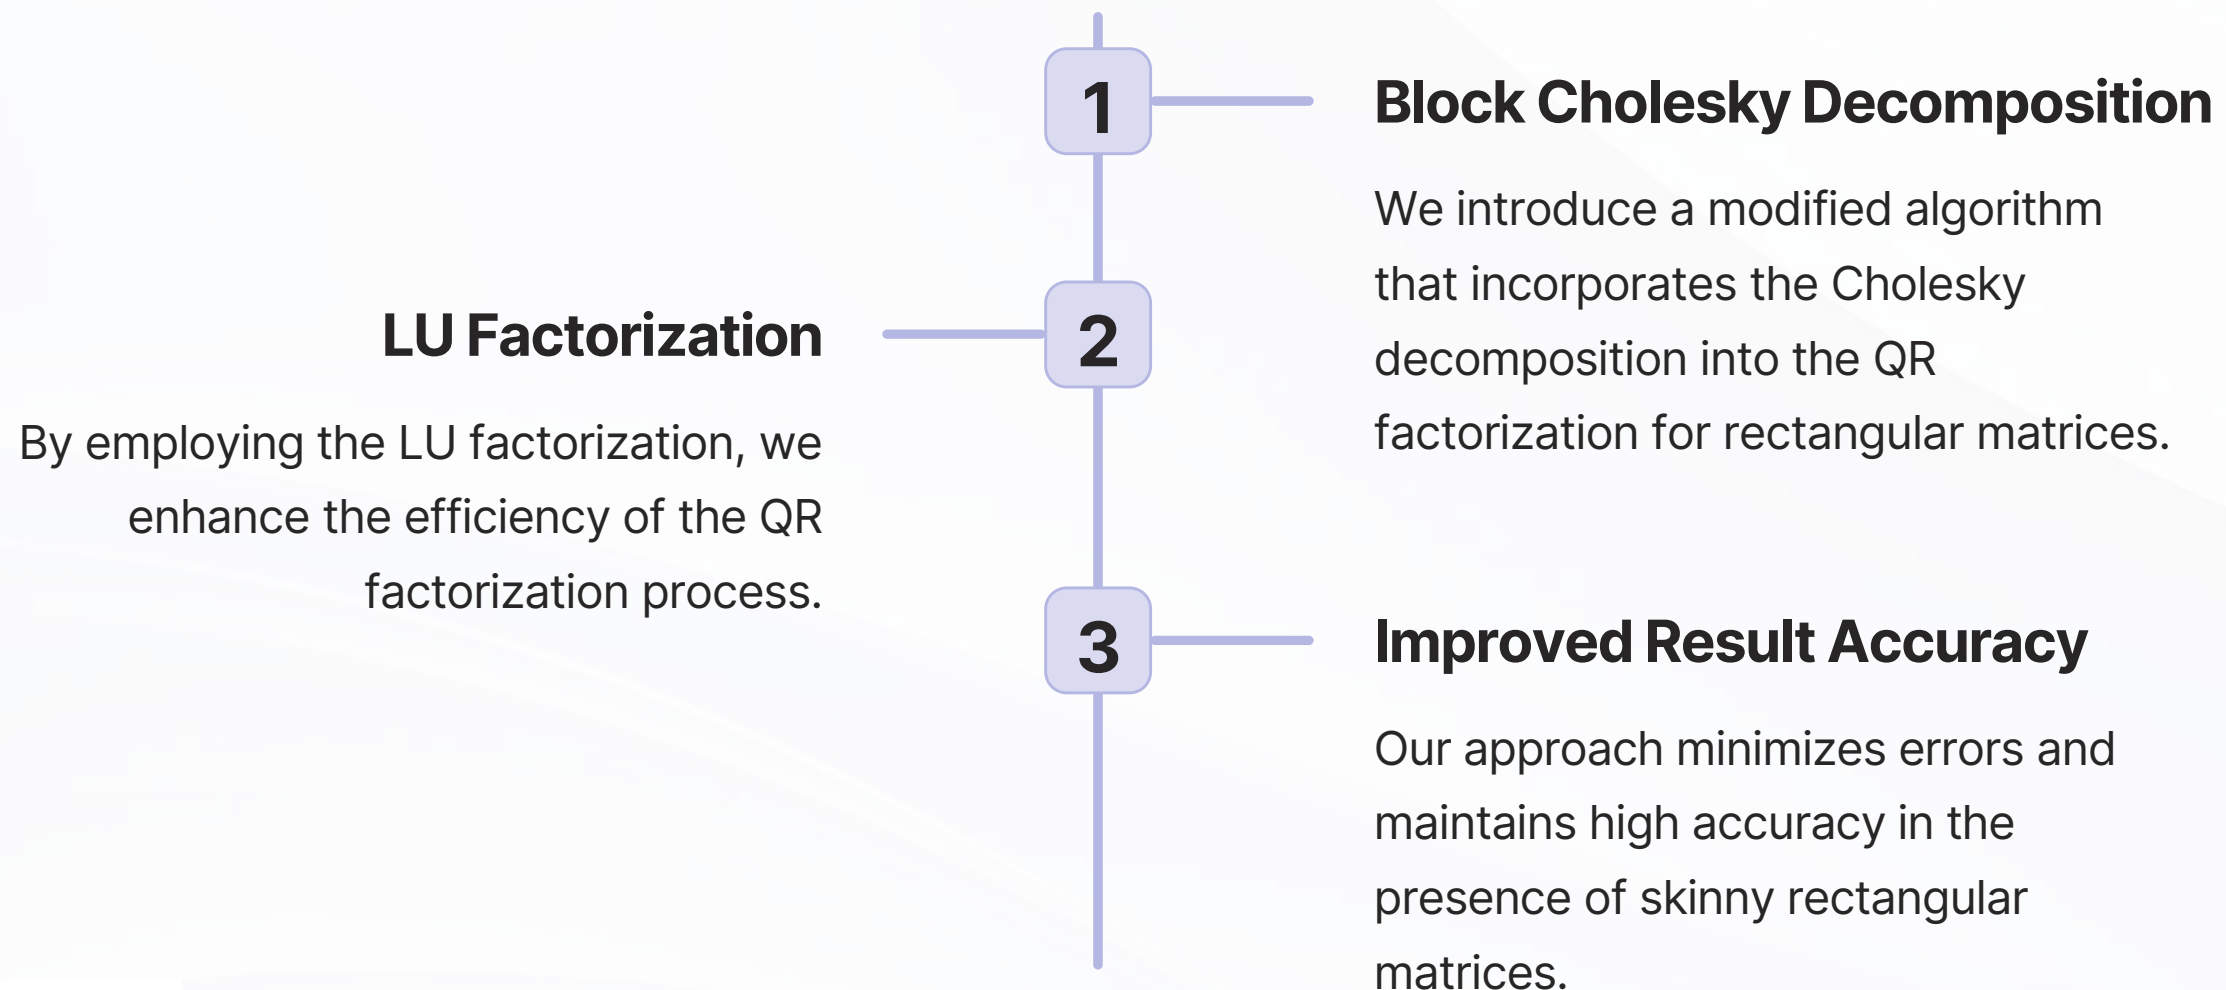 1
Block Cholesky Decomposition
We introduce a modified algorithm
that incorporates the Cholesky
decomposition into the QR
factorization for rectangular matrices.
2
LU Factorization
By employing the LU factorization, we
enhance the efficiency of the QR
factorization process.
3
Improved Result Accuracy
Our approach minimizes errors and
maintains high accuracy in the
presence of skinny rectangular
matrices.